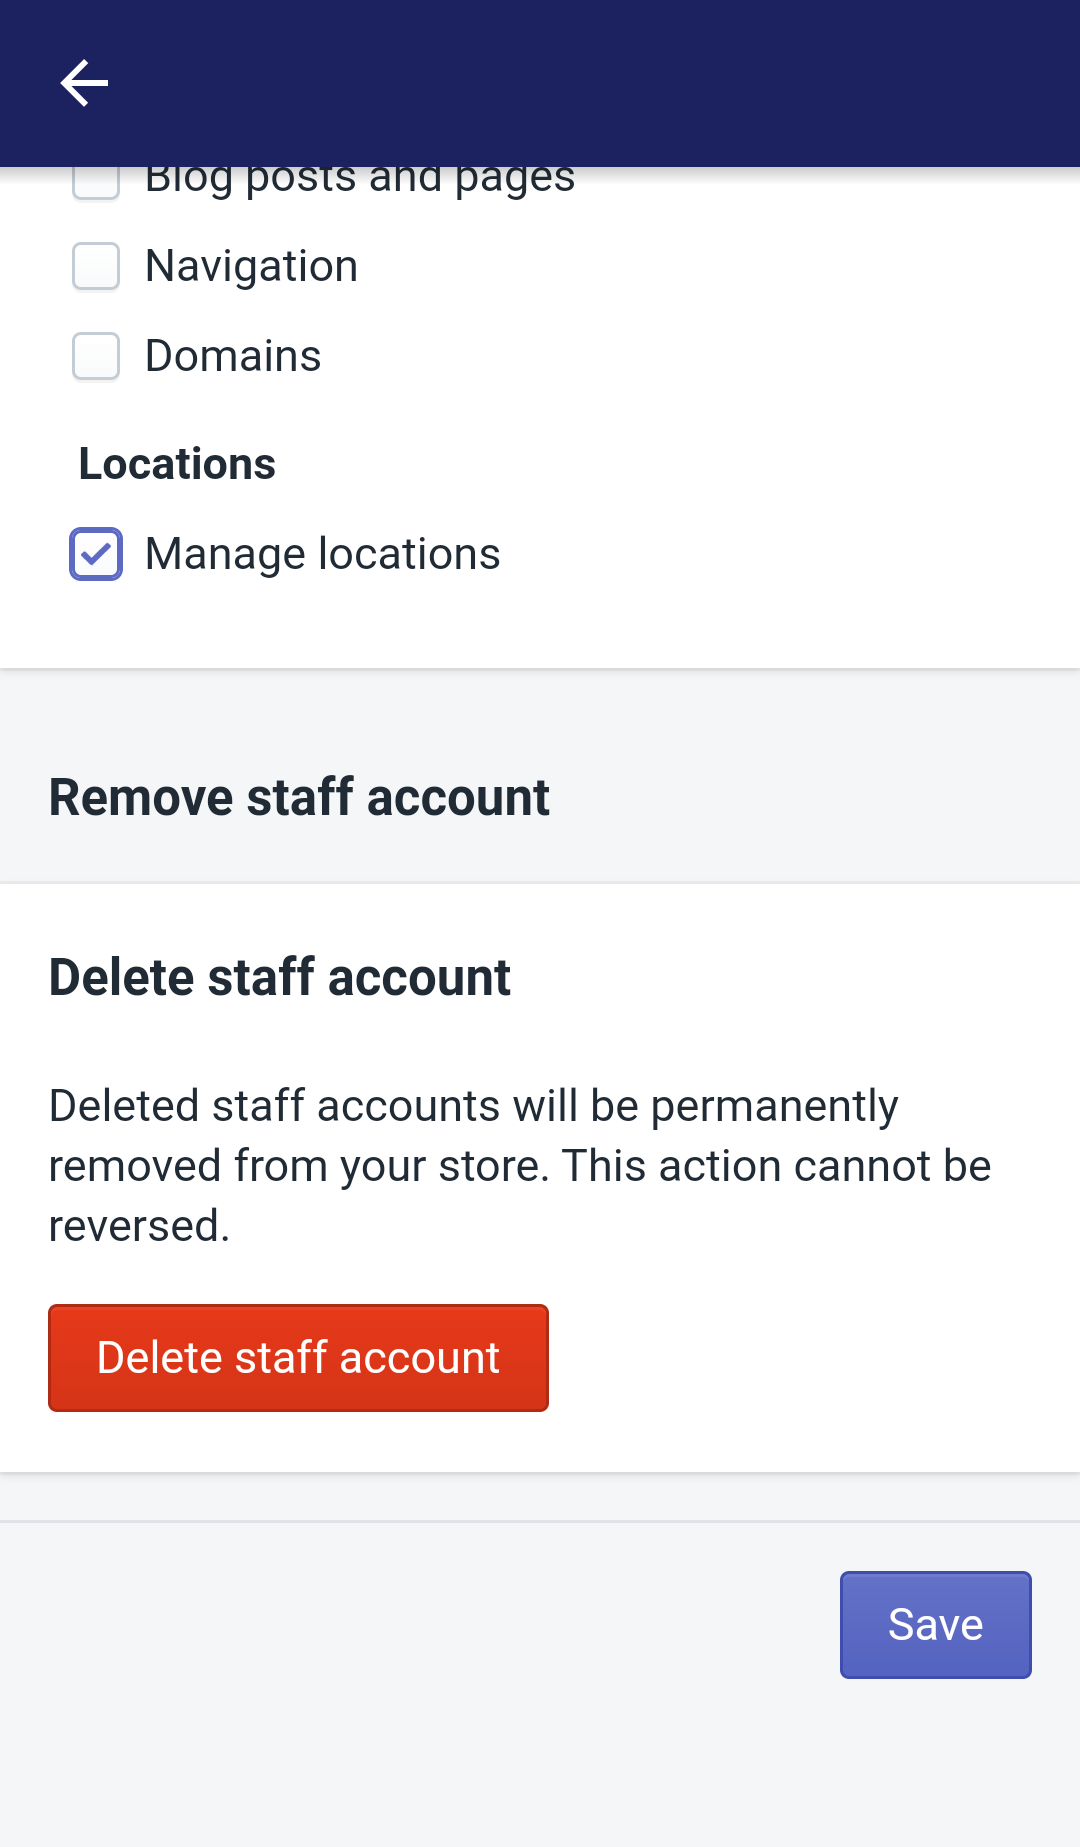 Blog posts and pages
Navigation
Domains
Locations
Manage locations
Remove staff account
Delete staff account
Deleted staff accounts will be permanently
removed from your store. This action cannot be
reversed.
Delete staff account
Save